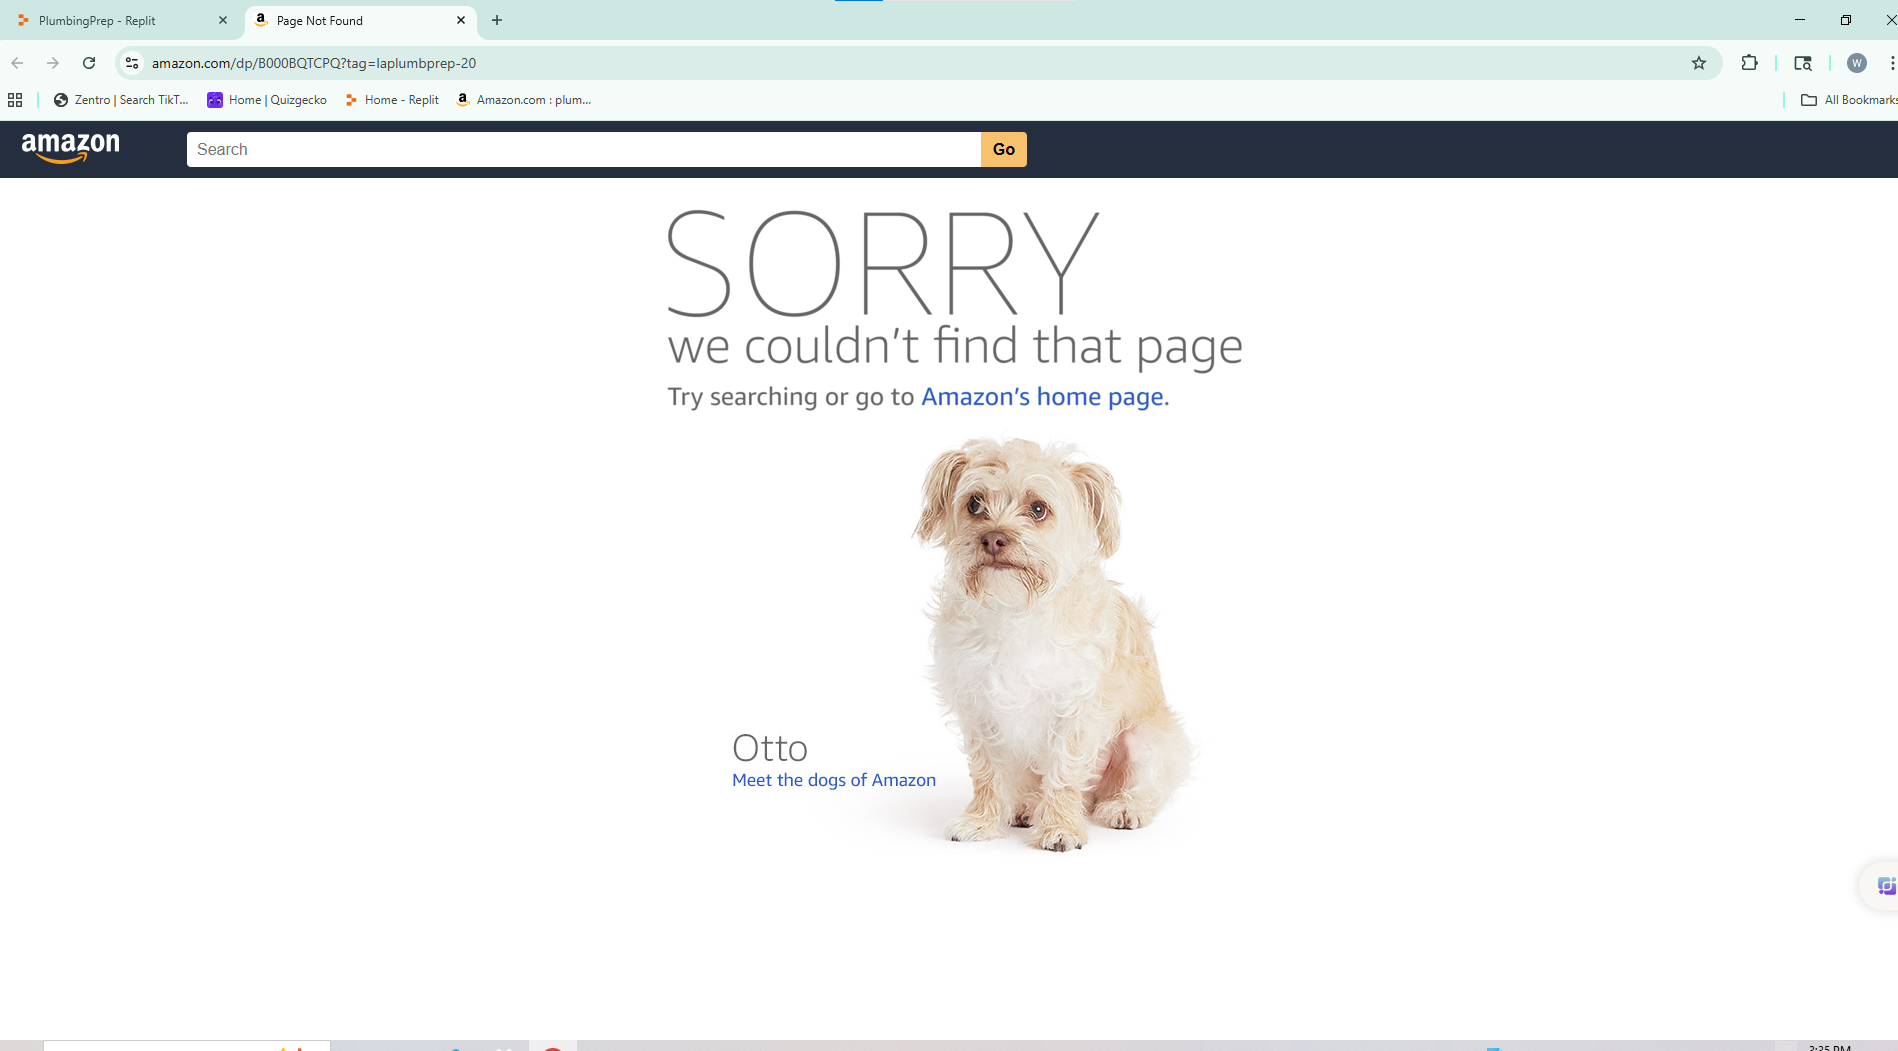 PlumbingPrep - Replit
Page Not Found
amazon.com/dp/B000BQTCPQ?tag=laplumbprep-20
W
Zentro | Search TikT...
Home | Quizgecko
Home - Replit
Amazon.com : plum...
All Bookmarks
amazon
Search
Go
SORRY
we couldn't find that page
Try searching or go to Amazon's home page.
Otto
Meet the dogs of Amazon